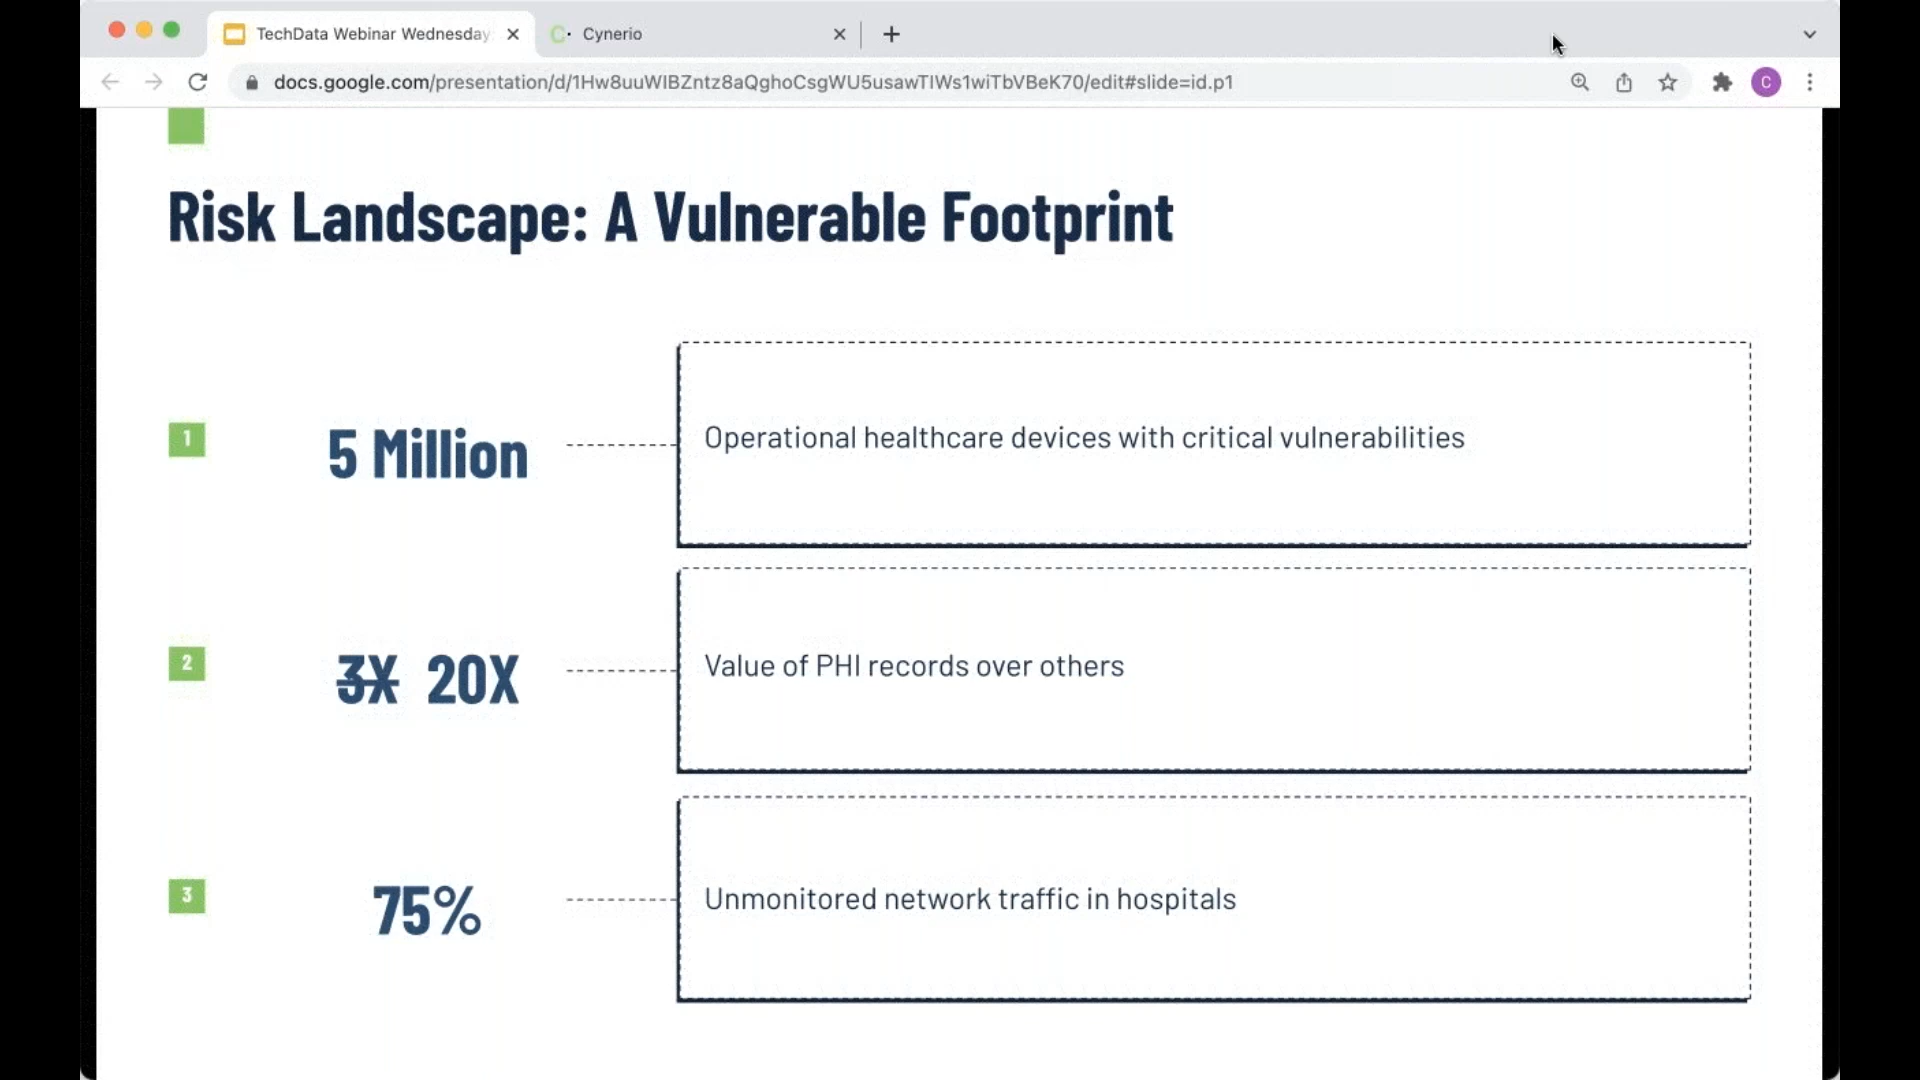 TechData Webinar Wednesday
Cynerio
docs.google.com/presentation/d/1Hw8uuWIBZntz8aQghoCsgWU5usawTIWs1wiTbVBeK70/edit#slide=id.p1
C
Risk Landscape: A Vulnerable Footprint
1
5 Million
Operational healthcare devices with critical vulnerabilities
2
3X 20X
Value of PHI records over others
3
75%
Unmonitored network traffic in hospitals